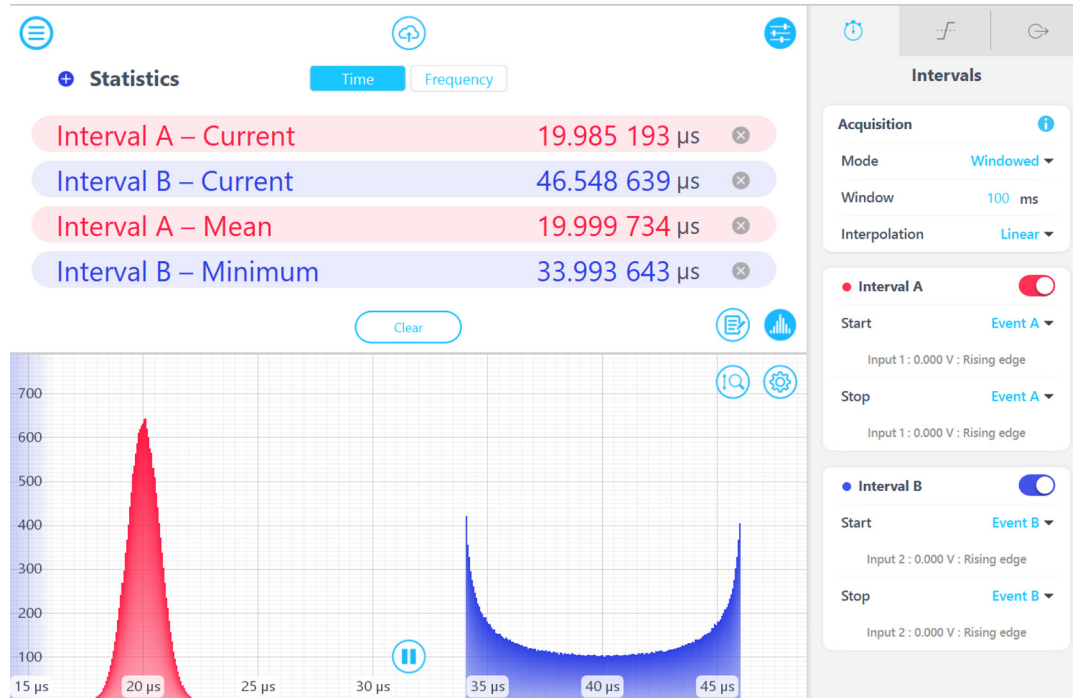 Statistics
Time
Frequency
Interval A – Current 19.985 193 µs
Interval B – Current 46.548 639 µs
Interval A – Mean 19.999 734 µs
Interval B – Minimum 33.993 643 µs
Clear
700
600
500
400
300
200
100
15 µs 20 µs 25 µs 30 µs 35 µs 40 µs 45 µs
Intervals
Acquisition
Mode Windowed
Window 100 ms
Interpolation Linear
Interval A
Start Event A
Input 1 : 0.000 V : Rising edge
Stop Event A
Input 1 : 0.000 V : Rising edge
Interval B
Start Event B
Input 2 : 0.000 V : Rising edge
Stop Event B
Input 2 : 0.000 V : Rising edge